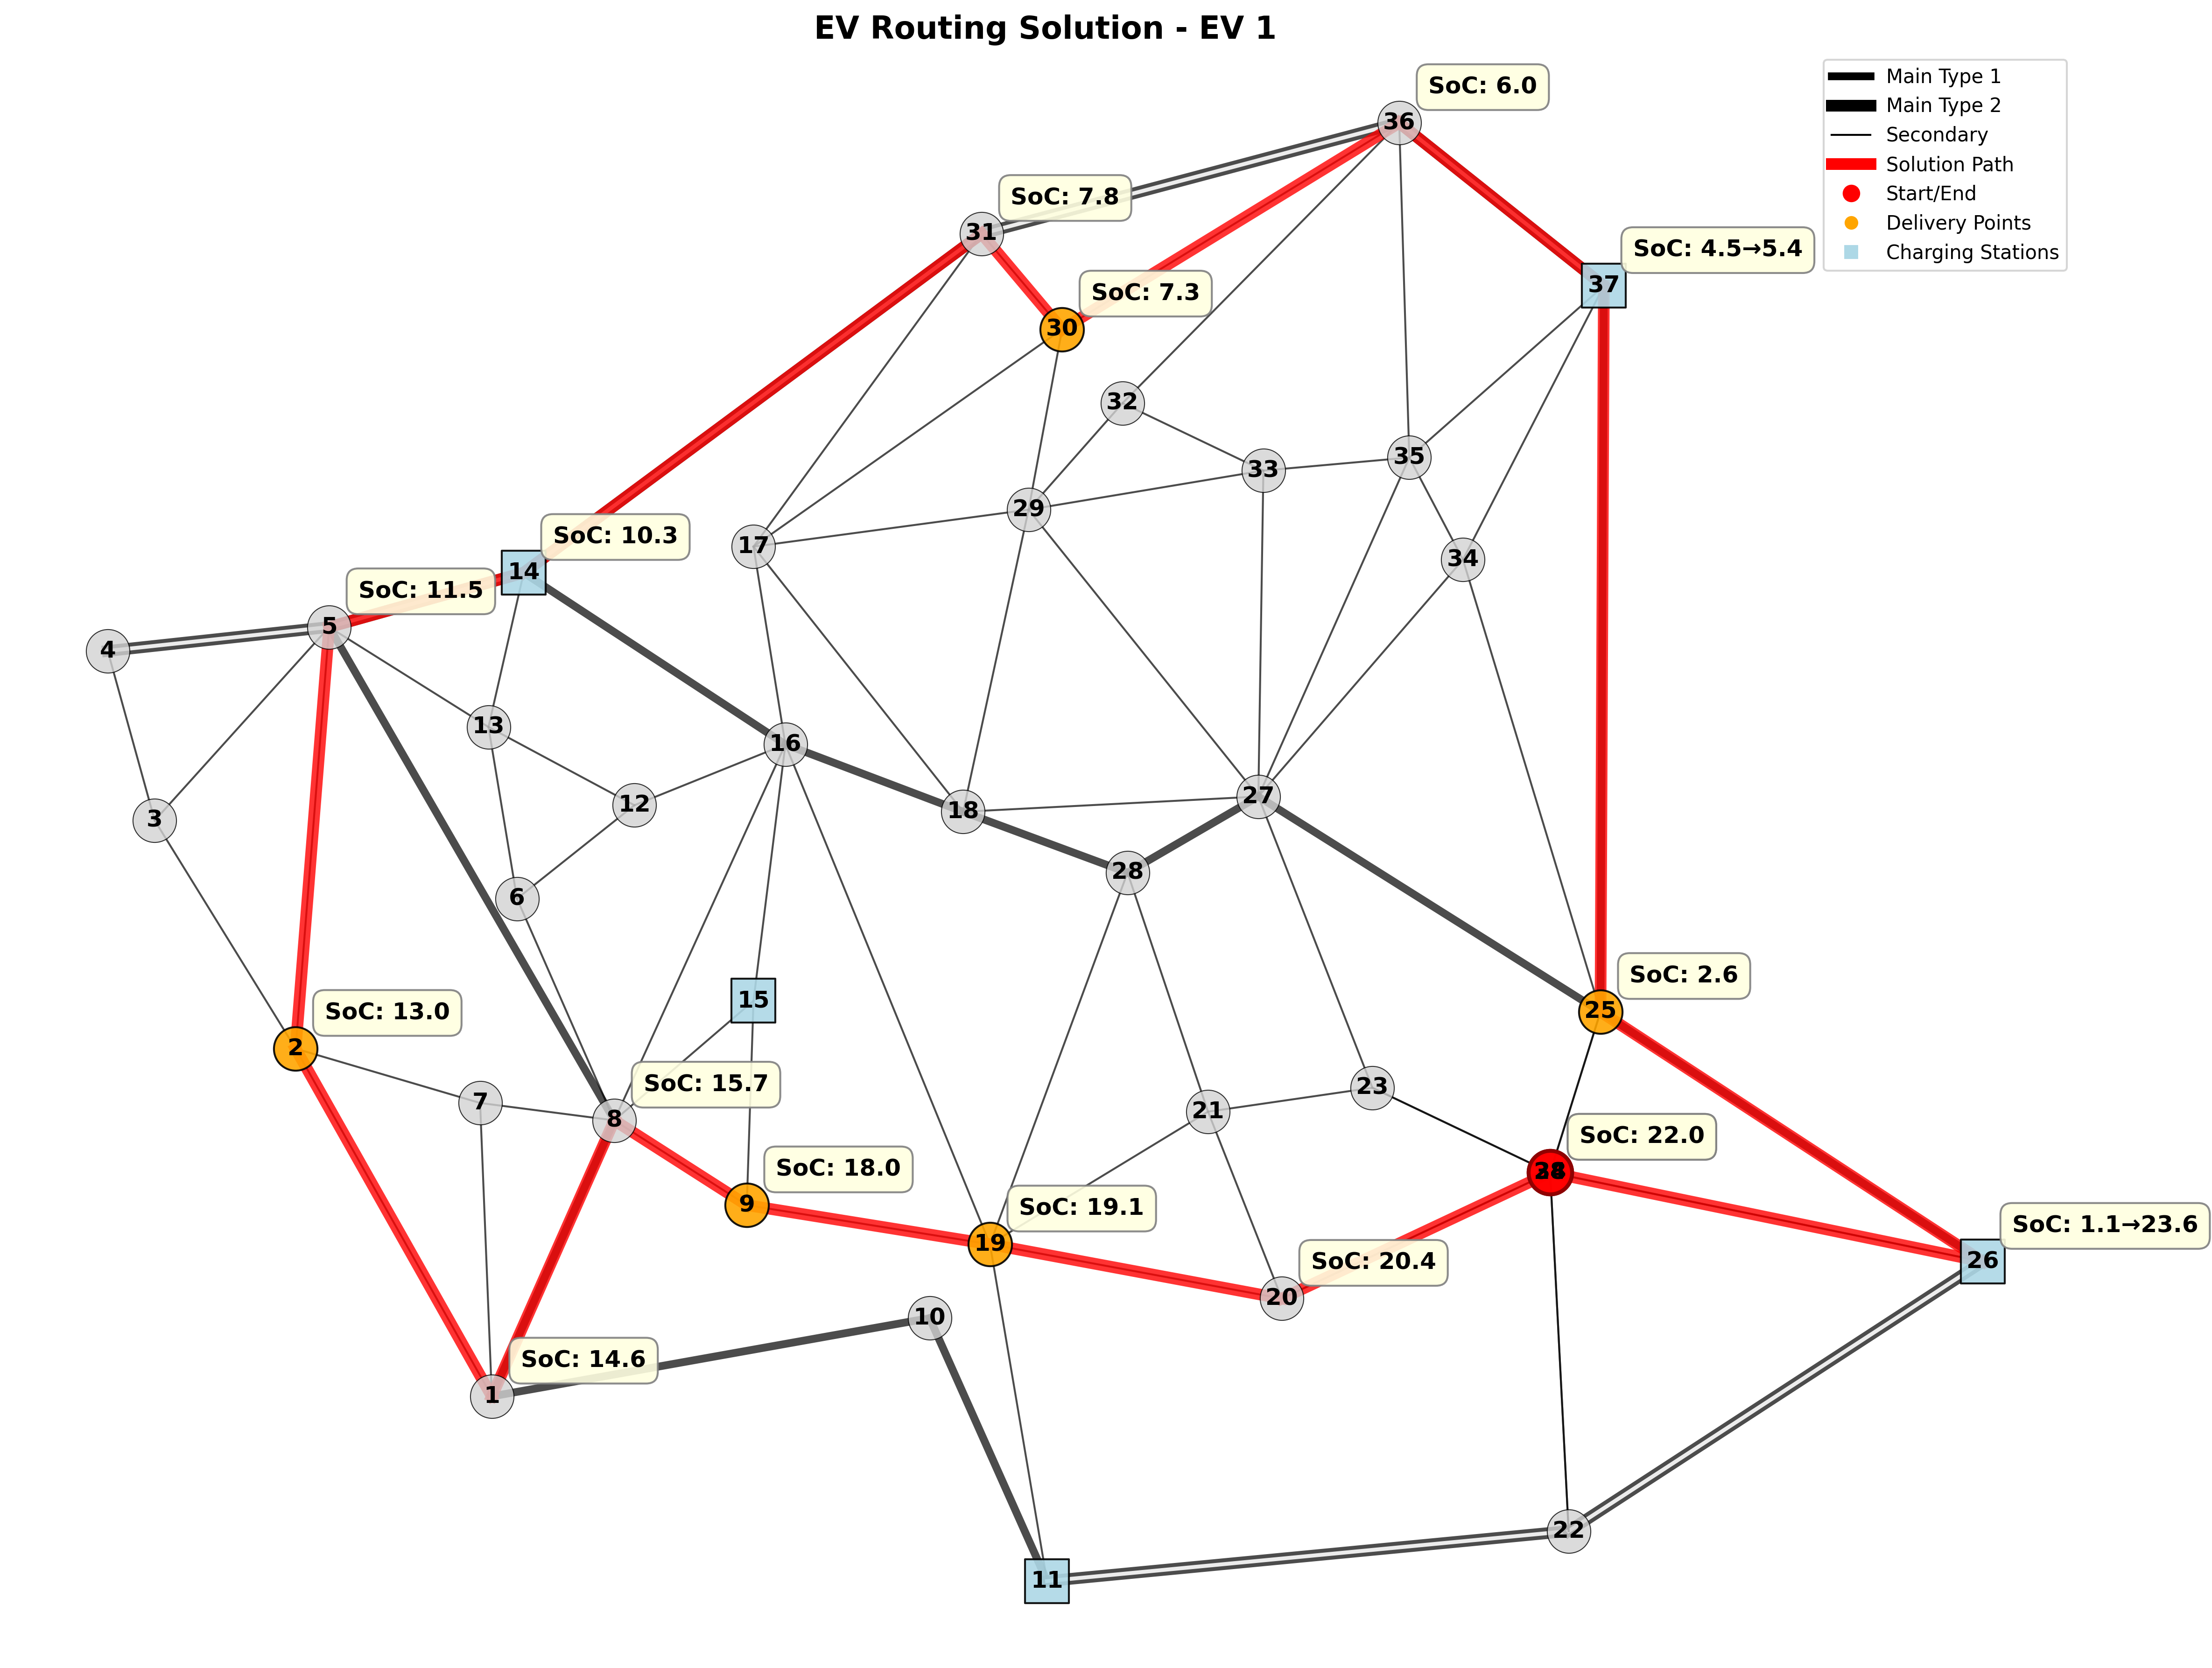 EV Routing Solution - EV 1
Main Type 1
Main Type 2
Secondary
Solution Path
Start/End
Delivery Points
Charging Stations
SoC: 6.0
36
SoC: 7.8
31
SoC: 4.5→5.4
37
SoC: 7.3
30
32
35
33
29
SoC: 10.3
17
34
14
SoC: 11.5
5
4
13
16
27
12
18
3
28
6
SoC: 2.6
15
25
SoC: 13.0
2
SoC: 15.7
23
7
21
8
SoC: 22.0
SoC: 18.0
9
SoC: 19.1
SoC: 1.1→23.6
19
SoC: 20.4
26
20
10
SoC: 14.6
1
22
11